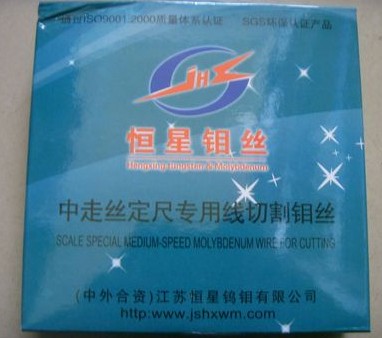 通过ISO9001:2000质量体系认证 SGS环保认证产品
JHS
恒星钼丝
Hengxing tungsten & Molybdenum
中走丝定尺专用线切割钼丝
SCALE SPECIAL MEDIUM-SPEED MOLYBDENUM WIRE FOR CUTTING
(中外合资)江苏恒星钨钼有限公司
http:www.jshxwm.com